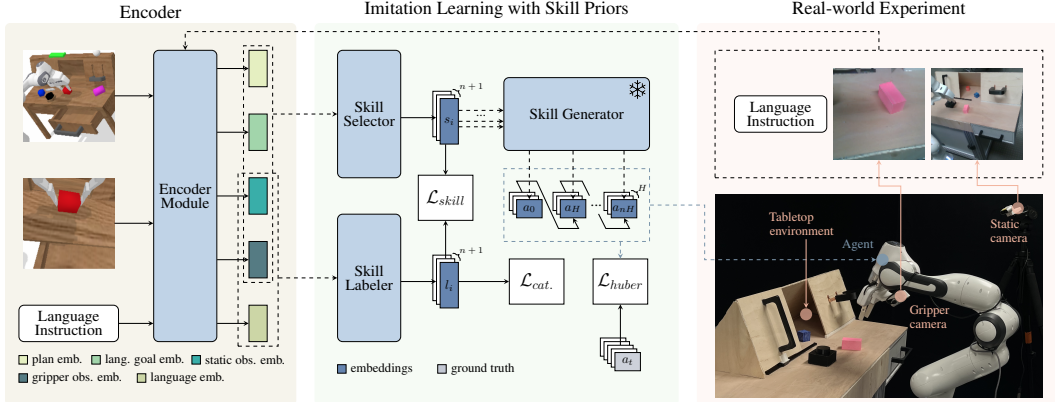 Encoder
Imitation Learning with Skill Priors
Real-world Experiment
Encoder
Module
Language
Instruction
plan emb.
lang. goal emb.
static obs. emb.
gripper obs. emb.
language emb.
Skill
Selector
n + 1
s_i
...
Skill Generator
L_skill
a_0
a_H
...
a_nH
H
Skill
Labeler
n + 1
l_i
L_cat.
L_huber
a_t
embeddings
ground truth
Language
Instruction
Tabletop
environment
Agent
Static
camera
Gripper
camera